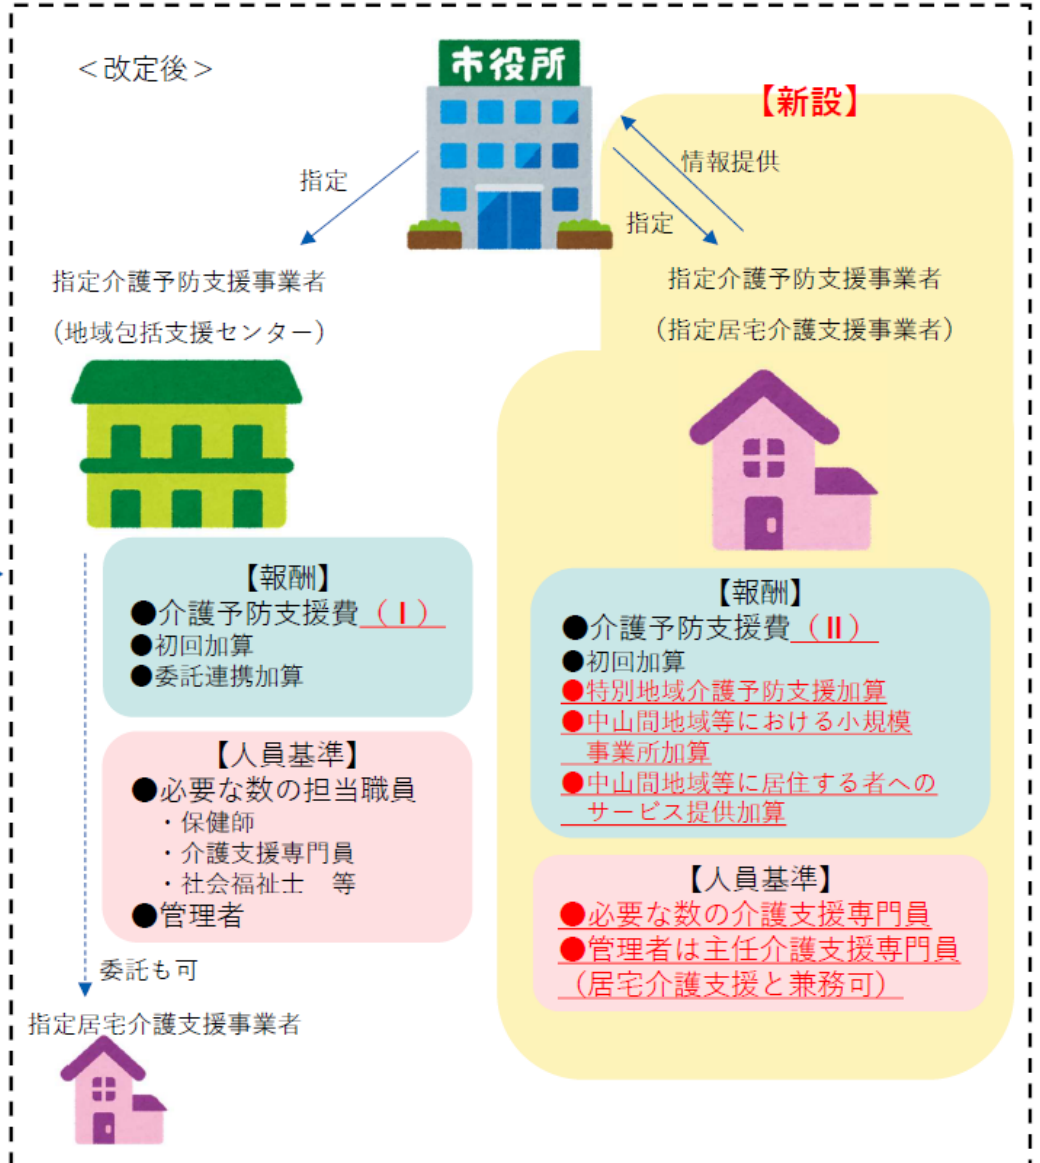 ＜改定後＞
市役所
【新設】
指定
情報提供
指定
指定介護予防支援事業者
（地域包括支援センター）
【報酬】
●介護予防支援費（Ⅰ）
●初回加算
●委託連携加算
【人員基準】
●必要な数の担当職員
・保健師
・介護支援専門員
・社会福祉士　等
●管理者
委託も可
指定居宅介護支援事業者
指定介護予防支援事業者
（指定居宅介護支援事業者）
【報酬】
●介護予防支援費（Ⅱ）
●初回加算
●特別地域介護予防支援加算
●中山間地域等における小規模
事業所加算
●中山間地域等に居住する者への
サービス提供加算
【人員基準】
●必要な数の介護支援専門員
●管理者は主任介護支援専門員
（居宅介護支援と兼務可）